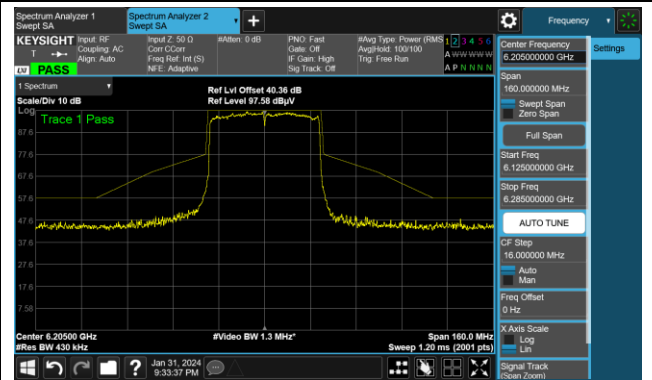 Spectrum Analyzer 1
Swept SA
Spectrum Analyzer 2
Swept SA
Frequency
KEYSIGHT
Input: RF
Coupling: AC
Align: Auto
Input Z: 50 Ω
Corr CCorr
Freq Ref: Int (S)
NFE: Adaptive
#Atten: 0 dB
PNO: Fast
Gate: Off
IF Gain: High
Sig Track: Off
#Avg Type: Power (RMS
Avg|Hold: 100/100
Trig: Free Run
1 2 3 4 5 6
A W W W W W
A P N N N N
LXI
PASS
1 Spectrum
Scale/Div 10 dB
Ref Lvl Offset 40.36 dB
Ref Level 97.58 dBµV
Log
Trace 1 Pass
87.6
77.6
67.6
57.6
47.6
37.6
27.6
17.6
7.58
Center 6.20500 GHz
#Res BW 430 kHz
#Video BW 1.3 MHz*
Span 160.0 MHz
Sweep 1.20 ms (2001 pts)
Jan 31, 2024
9:33:37 PM
Center Frequency
6.205000000 GHz
Settings
Span
160.000000 MHz
Swept Span
Zero Span
Full Span
Start Freq
6.125000000 GHz
Stop Freq
6.285000000 GHz
AUTO TUNE
CF Step
16.000000 MHz
Auto
Man
Freq Offset
0 Hz
X Axis Scale
Log
Lin
Signal Track
(Span Zoom)